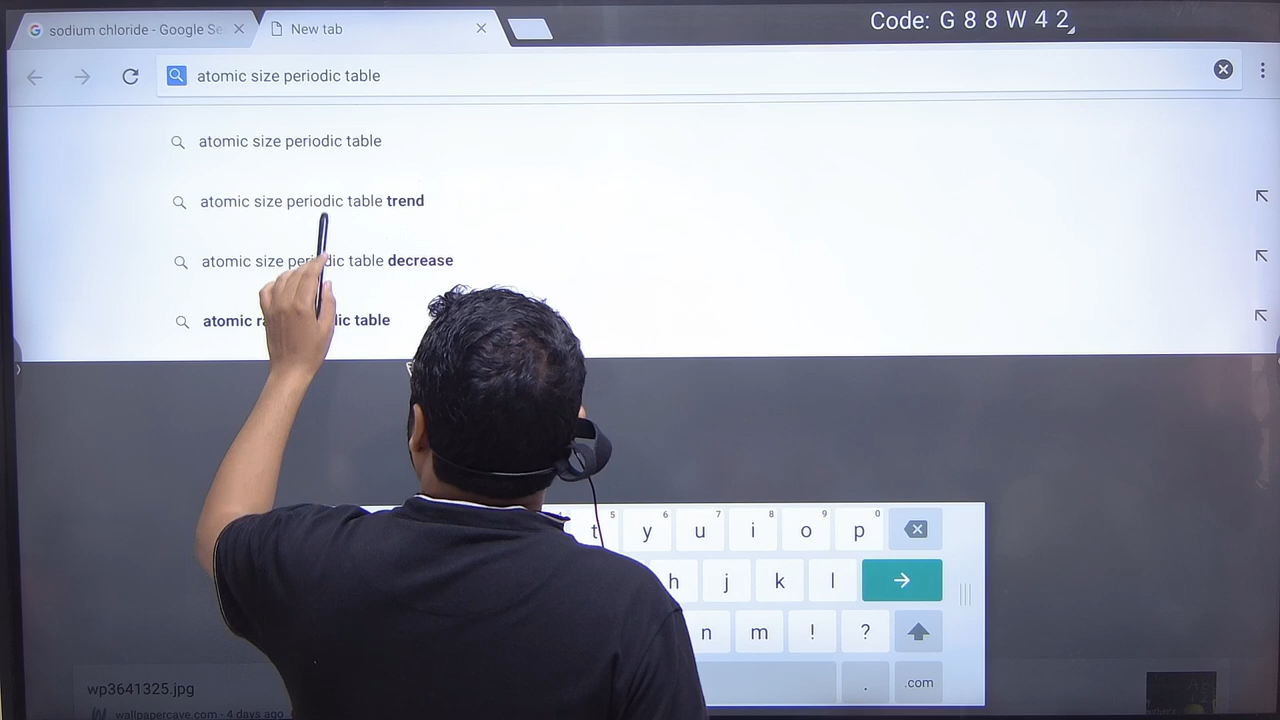 sodium chloride - Google Se
New tab
Code: G 8 8 W 4 2
atomic size periodic table
atomic size periodic table
atomic size periodic table trend
atomic size periodic table decrease
atomic ra dic table
5 6 7 8 9 0
t y u i o p
h j k l
n m ! ?
. .com
wp3641325.jpg
wallpapercave.com - 4 days ago